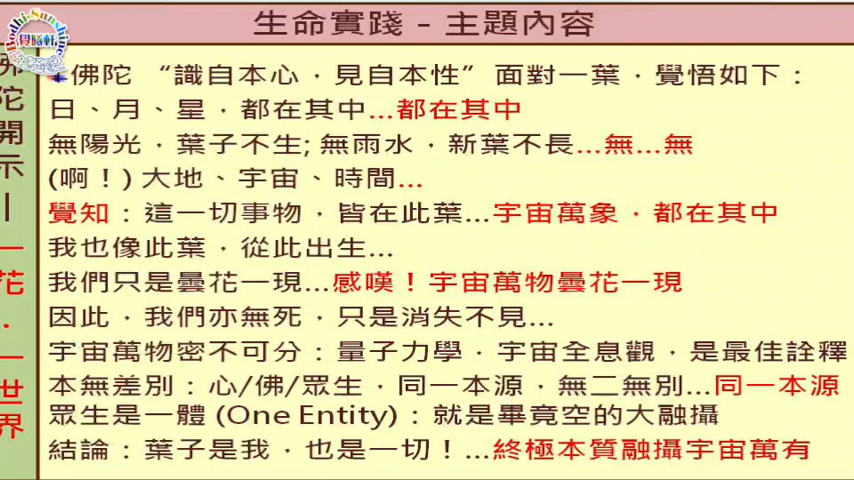 生命實踐 - 主題內容
Bodhi-Sunshine
覺曦軒
佛陀開示 | 一花．一世界
佛陀 “識自本心，見自本性” 面對一葉，覺悟如下：
日、月、星，都在其中...都在其中
無陽光，葉子不生; 無雨水，新葉不長...無...無
(啊！) 大地、宇宙、時間...
覺知：這一切事物，皆在此葉...宇宙萬象，都在其中
我也像此葉，從此出生...
我們只是曇花一現...感嘆！宇宙萬物曇花一現
因此，我們亦無死，只是消失不見...
宇宙萬物密不可分：量子力學，宇宙全息觀，是最佳詮釋
本無差別：心/佛/眾生，同一本源，無二無別...同一本源
眾生是一體 (One Entity)：就是畢竟空的大融攝
結論：葉子是我，也是一切！...終極本質融攝宇宙萬有